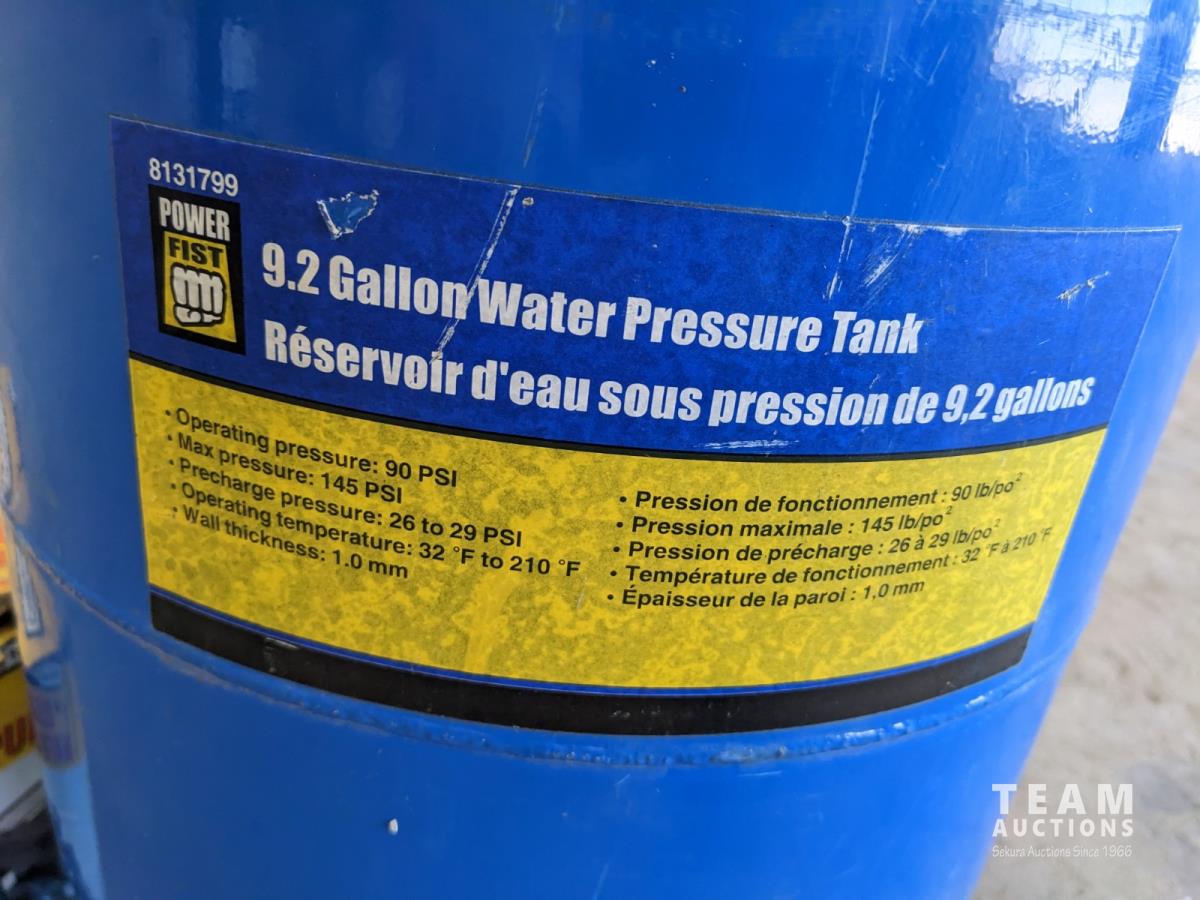 8131799
POWER
FIST
9.2 Gallon Water Pressure Tank
Réservoir d'eau sous pression de 9,2 gallons
• Operating pressure: 90 PSI
• Max pressure: 145 PSI
• Precharge pressure: 26 to 29 PSI
• Operating temperature: 32 °F to 210 °F
• Wall thickness: 1.0 mm
• Pression de fonctionnement : 90 lb/po²
• Pression maximale : 145 lb/po²
• Pression de précharge : 26 à 29 lb/po²
• Température de fonctionnement : 32 °F à 210 °F
• Épaisseur de la paroi : 1,0 mm
TEAM
AUCTIONS
Sekura Auctions Since 1966